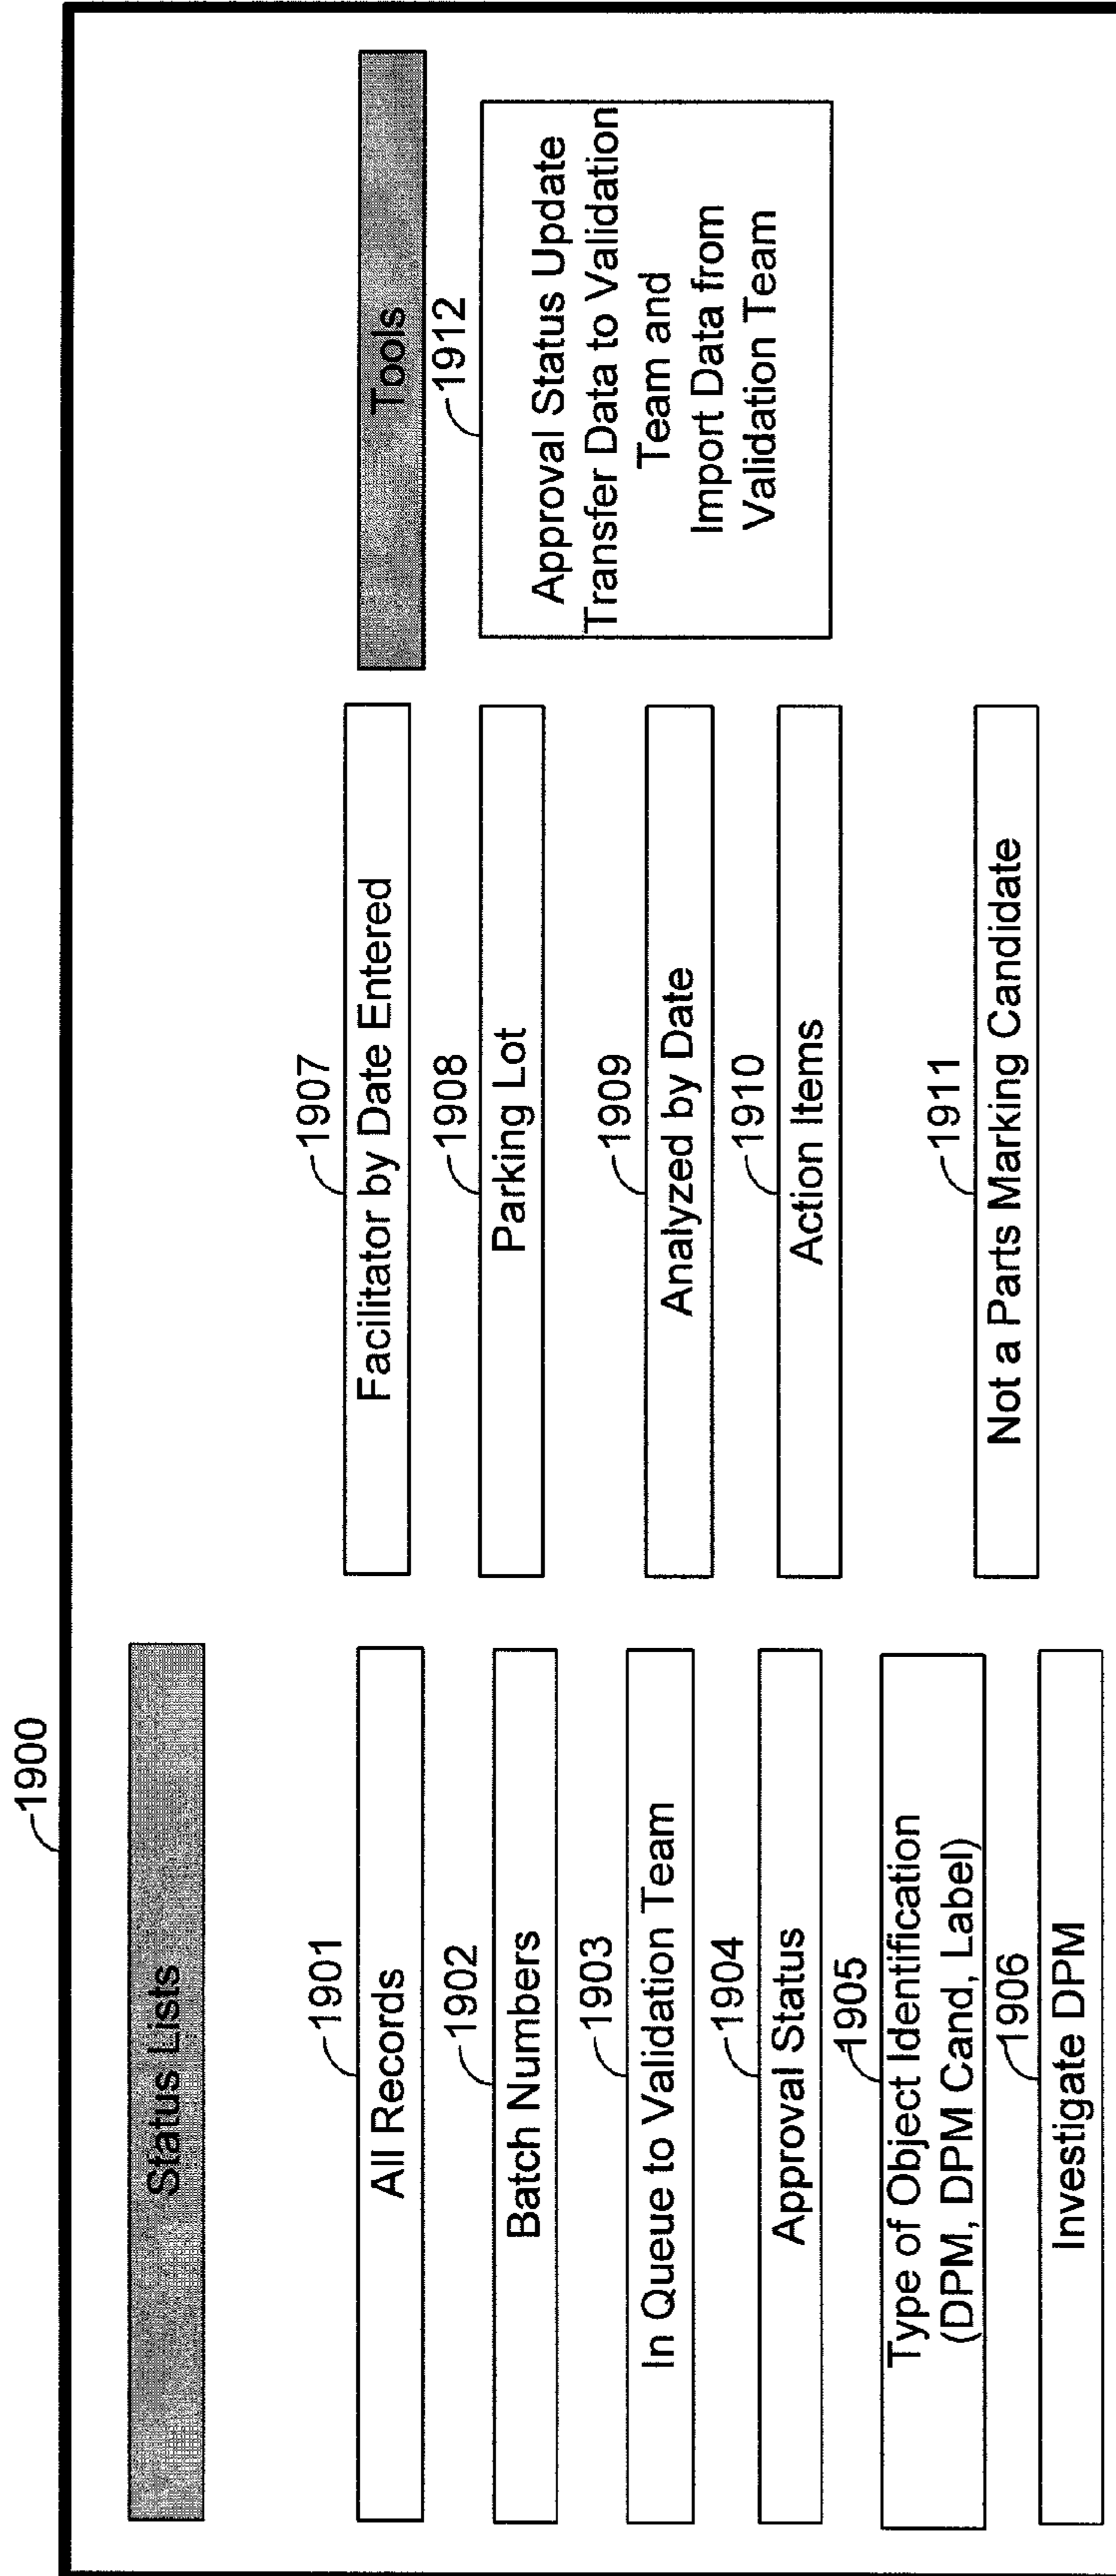 1900
Status Lists
1901
All Records
1902
Batch Numbers
1903
In Queue to Validation Team
1904
Approval Status
1905
Type of Object Identification
(DPM, DPM Cand, Label)
1906
Investigate DPM
1907
Facilitator by Date Entered
1908
Parking Lot
1909
Analyzed by Date
1910
Action Items
1911
Not a Parts Marking Candidate
Tools
1912
Approval Status Update
Transfer Data to Validation
Team and
Import Data from
Validation Team